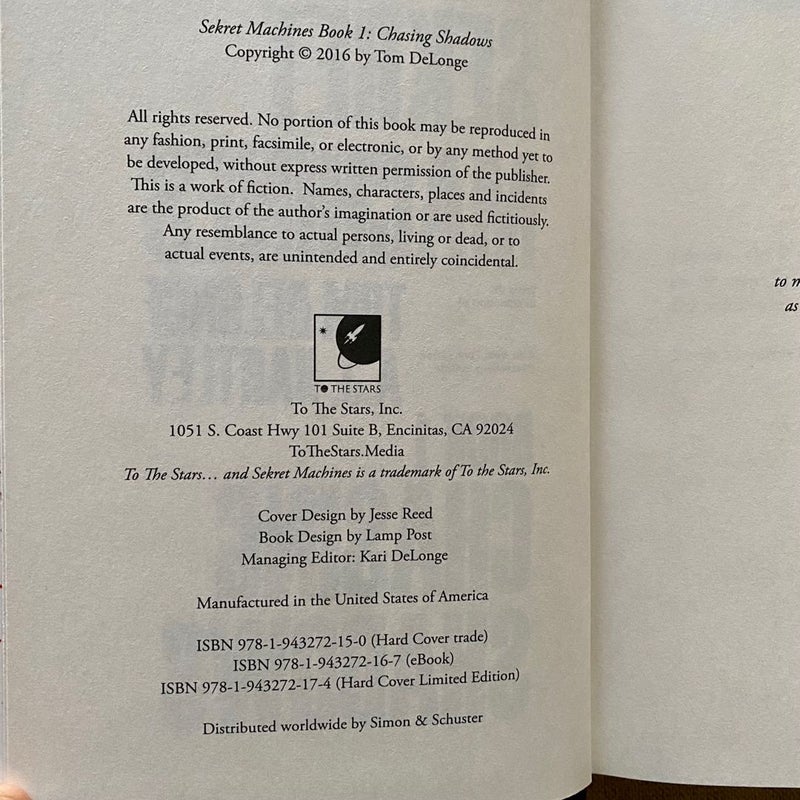 Sekret Machines Book 1: Chasing Shadows
Copyright © 2016 by Tom DeLonge
All rights reserved. No portion of this book may be reproduced in
any fashion, print, facsimile, or electronic, or by any method yet to
be developed, without express written permission of the publisher.
This is a work of fiction. Names, characters, places and incidents
are the product of the author's imagination or are used fictitiously.
Any resemblance to actual persons, living or dead, or to
actual events, are unintended and entirely coincidental.
TO THE STARS
To The Stars, Inc.
1051 S. Coast Hwy 101 Suite B, Encinitas, CA 92024
ToTheStars.Media
To The Stars… and Sekret Machines is a trademark of To the Stars, Inc.
Cover Design by Jesse Reed
Book Design by Lamp Post
Managing Editor: Kari DeLonge
Manufactured in the United States of America
ISBN 978-1-943272-15-0 (Hard Cover trade)
ISBN 978-1-943272-16-7 (eBook)
ISBN 978-1-943272-17-4 (Hard Cover Limited Edition)
Distributed worldwide by Simon & Schuster
to
as